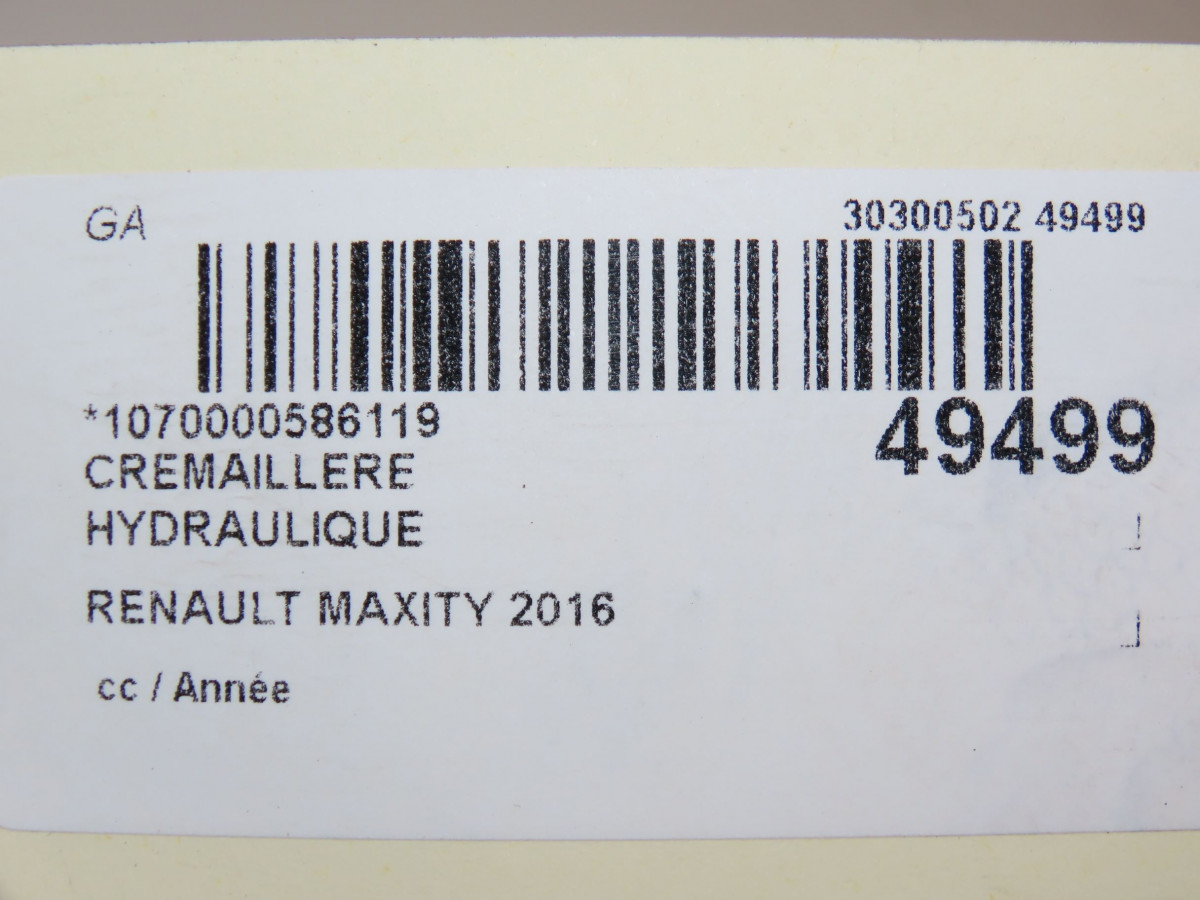 GA
30300502 49499
*1070000586119
49499
CREMAILLERE
HYDRAULIQUE
RENAULT MAXITY 2016
cc / Année